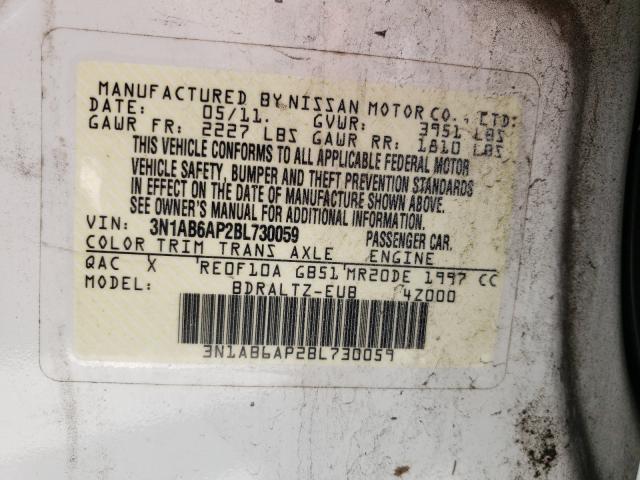 MANUFACTURED BY NISSAN MOTOR CO., LTD.
DATE: 05/11. GVWR: 3951 LBS
GAWR FR: 2227 LBS GAWR RR: 1810 LBS
THIS VEHICLE CONFORMS TO ALL APPLICABLE FEDERAL MOTOR
VEHICLE SAFETY, BUMPER AND THEFT PREVENTION STANDARDS
IN EFFECT ON THE DATE OF MANUFACTURE SHOWN ABOVE.
SEE OWNER'S MANUAL FOR ADDITIONAL INFORMATION.
VIN: 3N1AB6AP2BL730059 PASSENGER CAR.
COLOR TRIM TRANS AXLE ENGINE
QAC X RE0F10A GB51 MR20DE 1997 CC
MODEL: BDRALTZ-EUB 4Z000
3N1AB6AP2BL730059